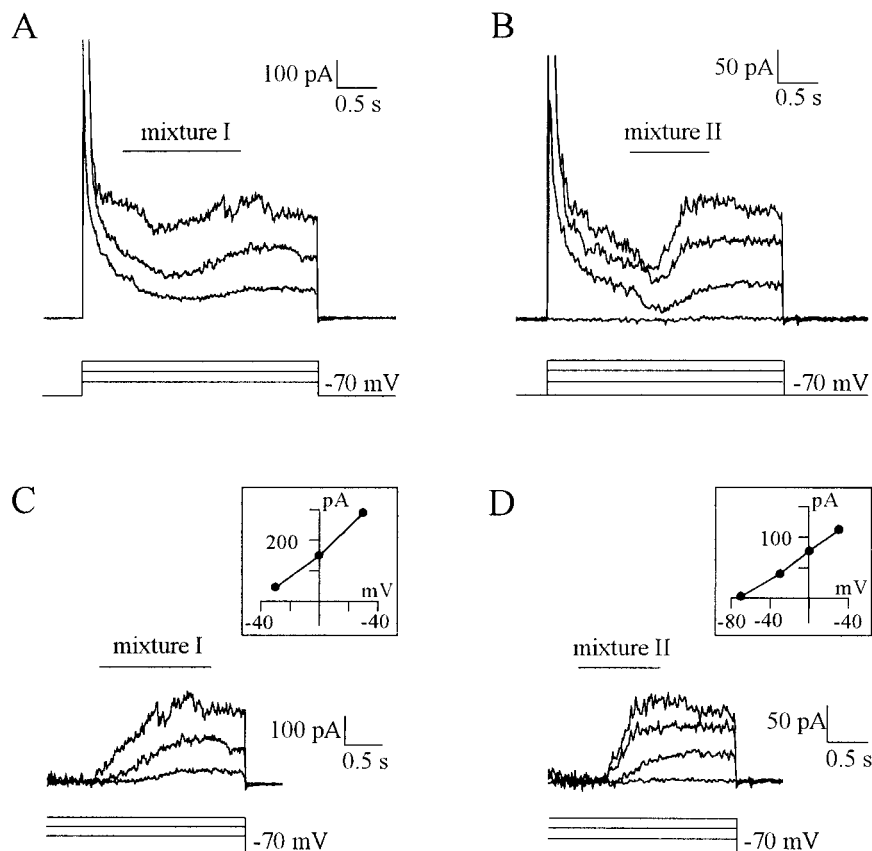 A
100 pA
0.5 s
mixture I
-70 mV
B
50 pA
0.5 s
mixture II
-70 mV
C
pA
200
mV
-40 -40
mixture I
100 pA
0.5 s
-70 mV
D
pA
100
mV
-80 -40 -40
mixture II
50 pA
0.5 s
-70 mV